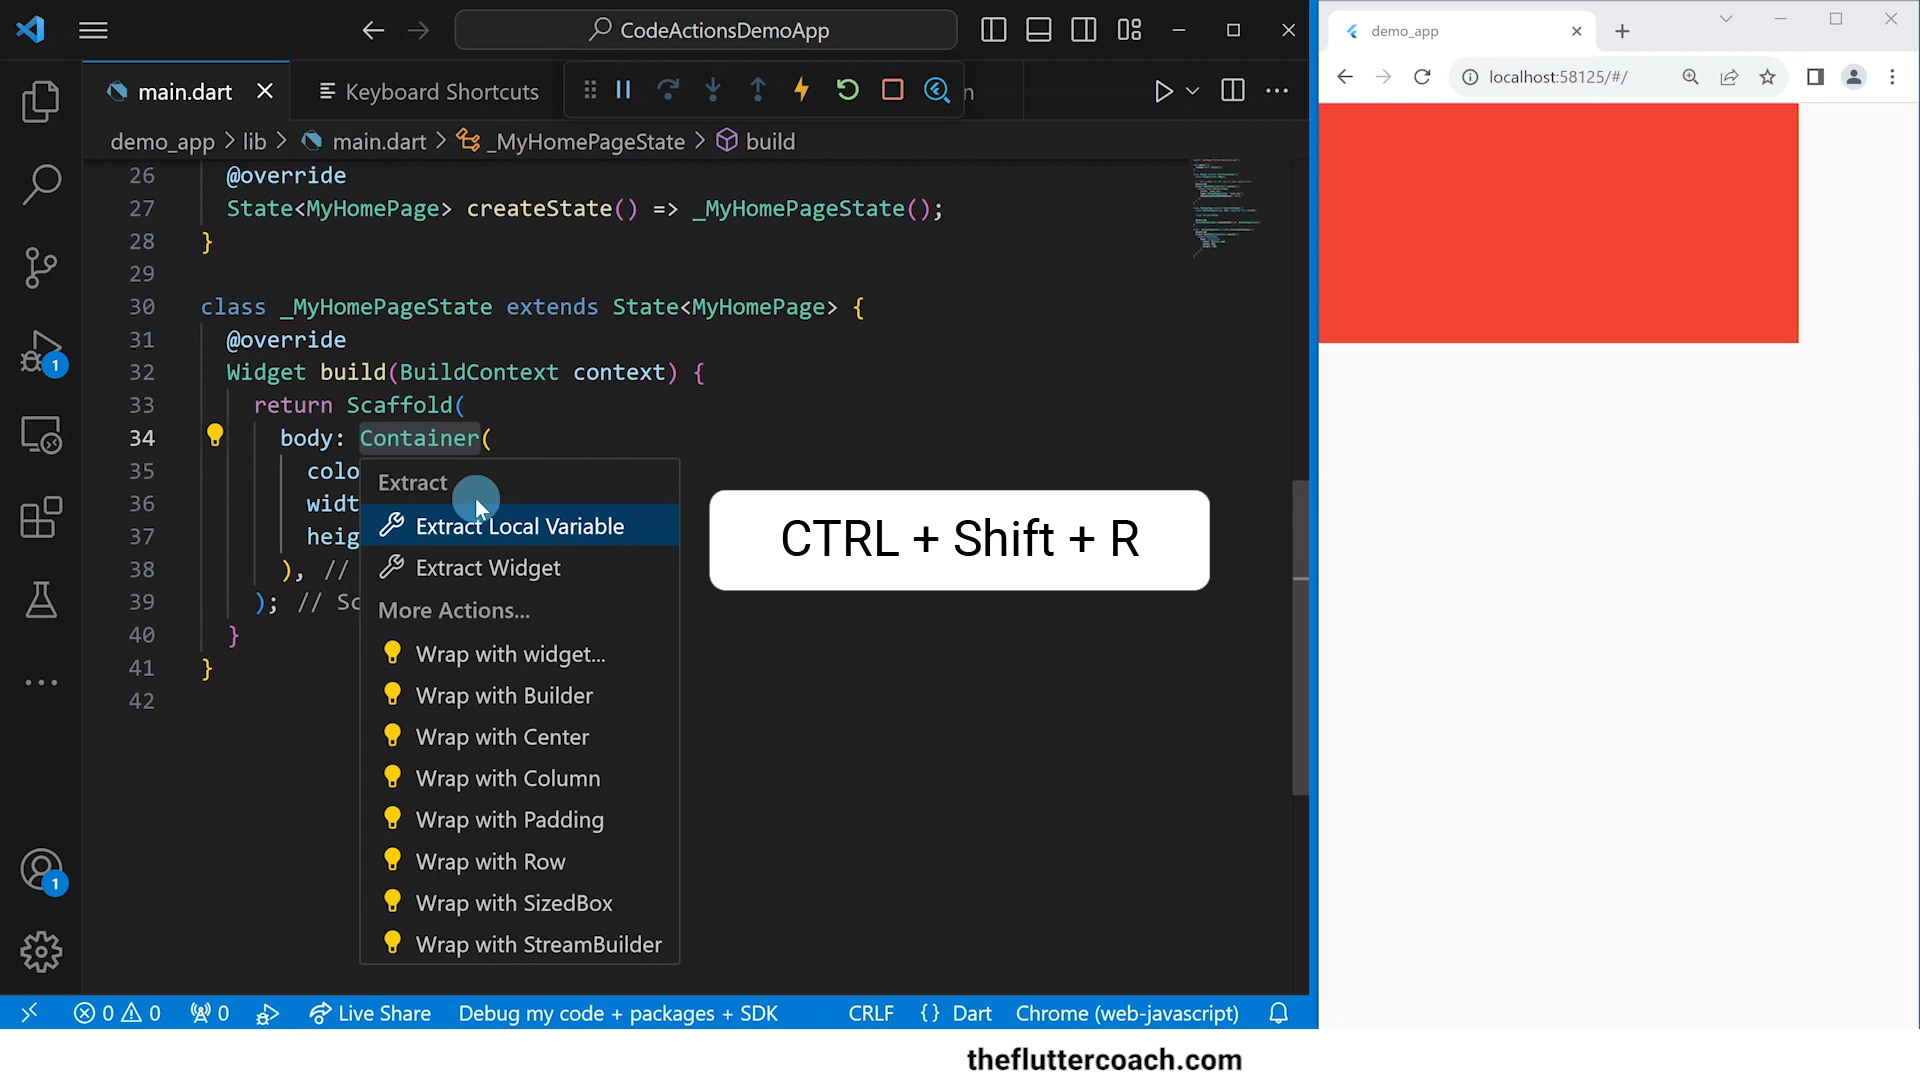 CodeActionsDemoApp
main.dart
Keyboard Shortcuts
n
demo_app > lib > main.dart > _MyHomePageState > build
26 @override
27 State<MyHomePage> createState() => _MyHomePageState();
28 }
29
30 class _MyHomePageState extends State<MyHomePage> {
31 @override
32 Widget build(BuildContext context) {
33 return Scaffold(
34 body: Container(
35 colo
36 widt
37 heig
38 ), //
39 ); // Sc
40 }
41 }
42
Extract
Extract Local Variable
Extract Widget
More Actions...
Wrap with widget...
Wrap with Builder
Wrap with Center
Wrap with Column
Wrap with Padding
Wrap with Row
Wrap with SizedBox
Wrap with StreamBuilder
CTRL + Shift + R
1
1
0 0 0 Live Share Debug my code + packages + SDK CRLF {} Dart Chrome (web-javascript)
demo_app
localhost:58125/#/
thefluttercoach.com